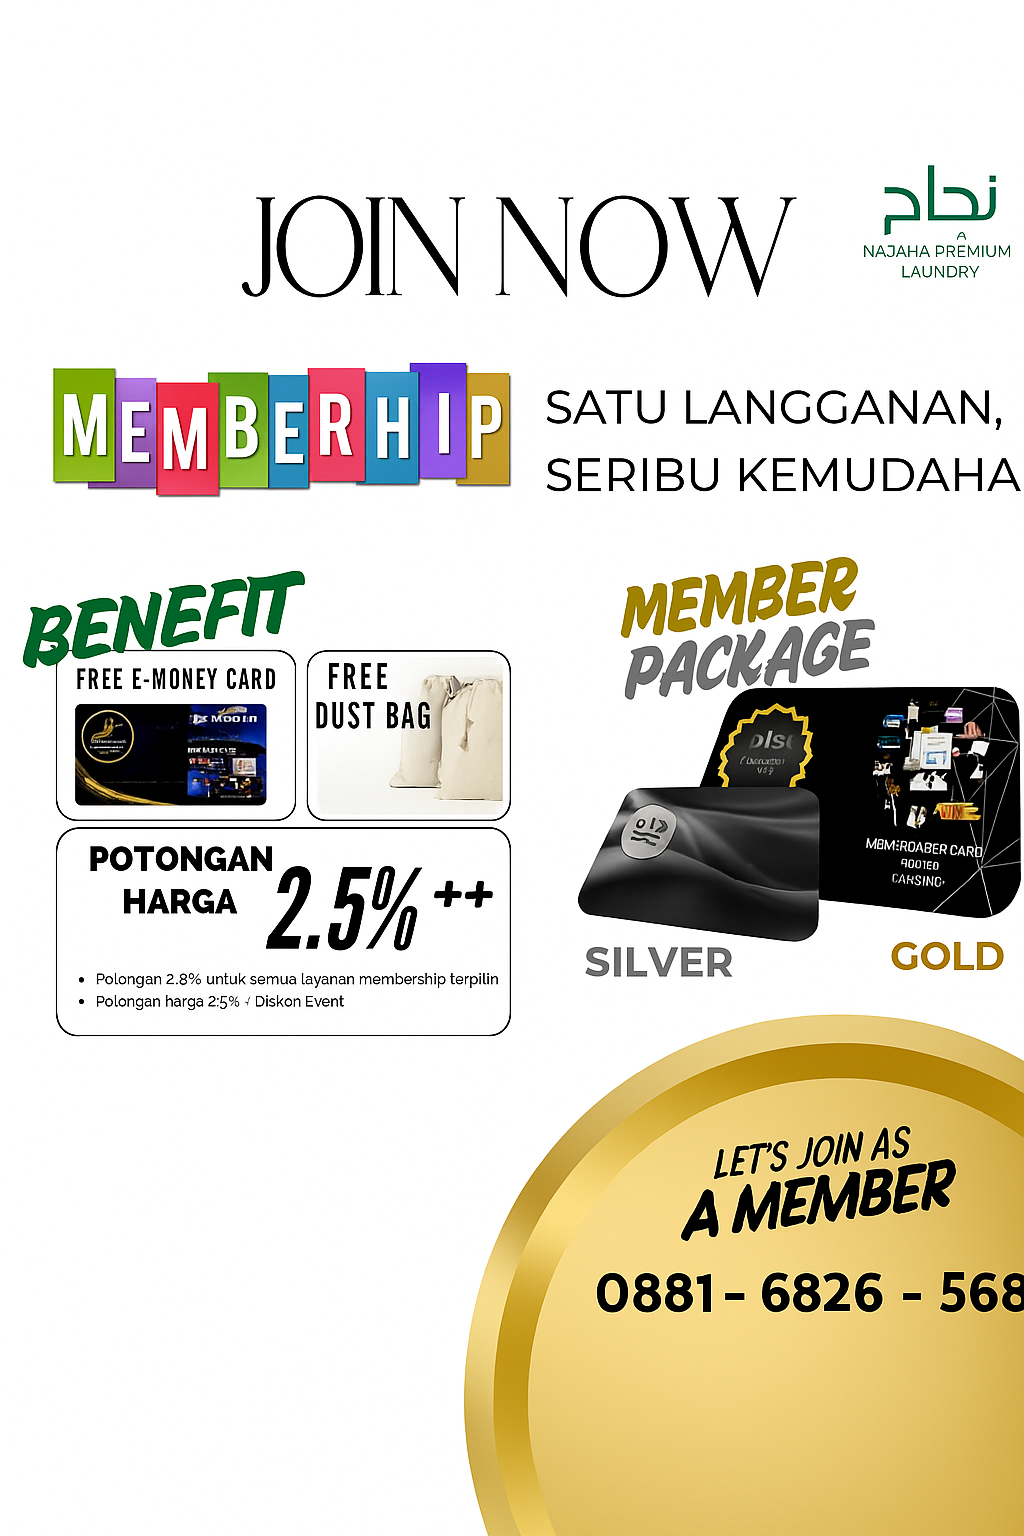 JOIN NOW
نجاح
A
NAJAHA PREMIUM
LAUNDRY
MEMBERHIP
SATU LANGGANAN,
SERIBU KEMUDAHA
BENEFIT
FREE E-MONEY CARD
FREE
DUST BAG
POTONGAN
HARGA
2.5% ++
• Polongan 2.8% untuk semua layanan membership terpilin
• Polongan harga 2:5% √ Diskon Event
MEMBER
PACKAGE
CARD
SILVER
GOLD
LET'S JOIN AS
A MEMBER
0881 - 6826 - 568